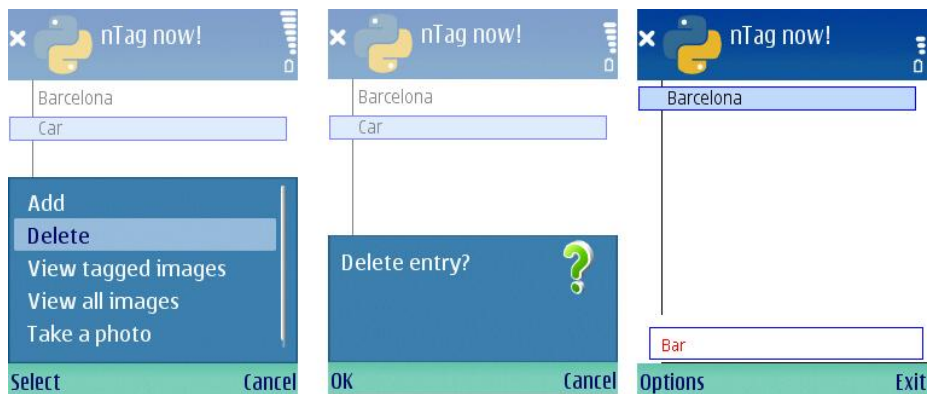 nTag now!
Barcelona
Car
Add
Delete
View tagged images
View all images
Take a photo
Select Cancel
nTag now!
Barcelona
Car
Delete entry?
OK Cancel
nTag now!
Barcelona
Bar
Options Exit